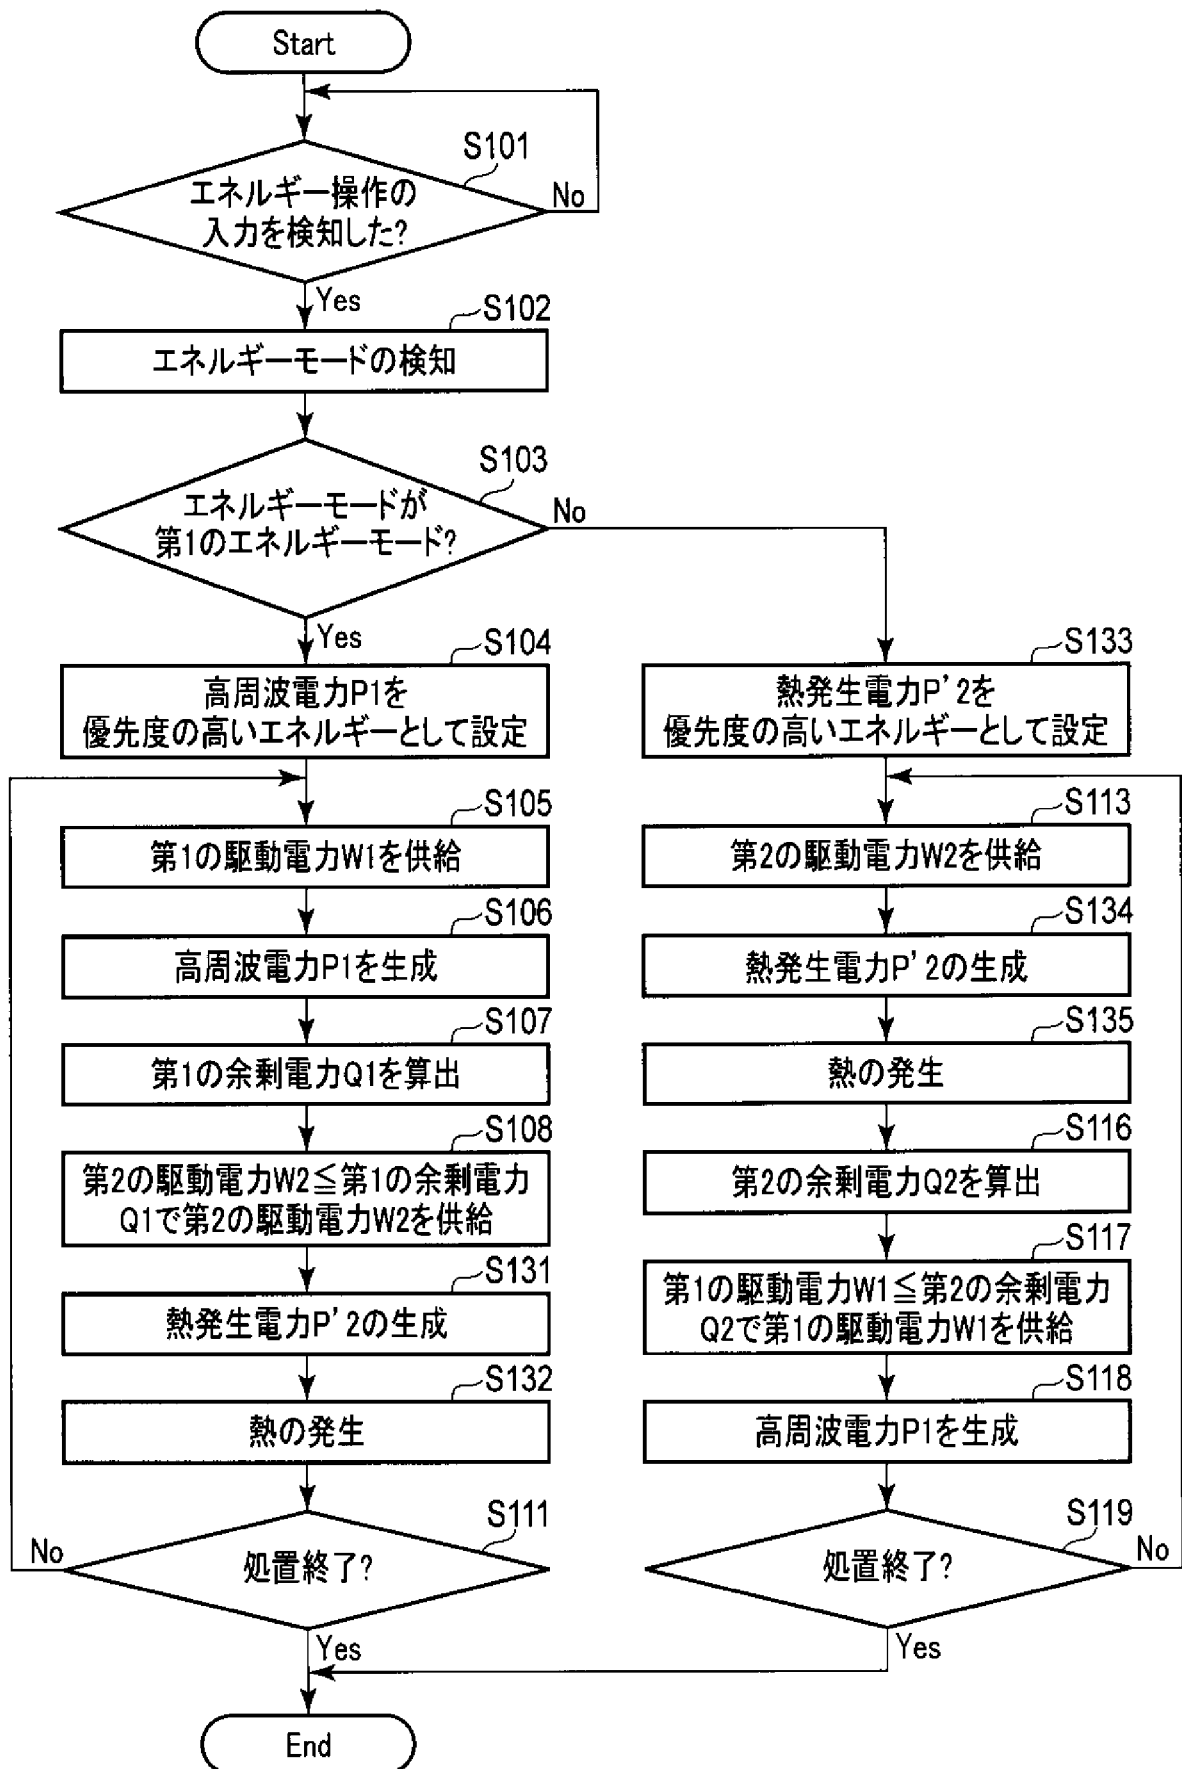 Start
S101
エネルギー操作の
入力を検知した?
No
Yes
S102
エネルギーモードの検知
S103
エネルギーモードが
第1のエネルギーモード?
No
Yes
S104
高周波電力P1を
優先度の高いエネルギーとして設定
S105
第1の駆動電力W1を供給
S106
高周波電力P1を生成
S107
第1の余剰電力Q1を算出
S108
第2の駆動電力W2≦第1の余剰電力
Q1で第2の駆動電力W2を供給
S131
熱発生電力P'2の生成
S132
熱の発生
S111
処置終了?
No
Yes
S133
熱発生電力P'2を
優先度の高いエネルギーとして設定
S113
第2の駆動電力W2を供給
S134
熱発生電力P'2の生成
S135
熱の発生
S116
第2の余剰電力Q2を算出
S117
第1の駆動電力W1≦第2の余剰電力
Q2で第1の駆動電力W1を供給
S118
高周波電力P1を生成
S119
処置終了?
No
Yes
End